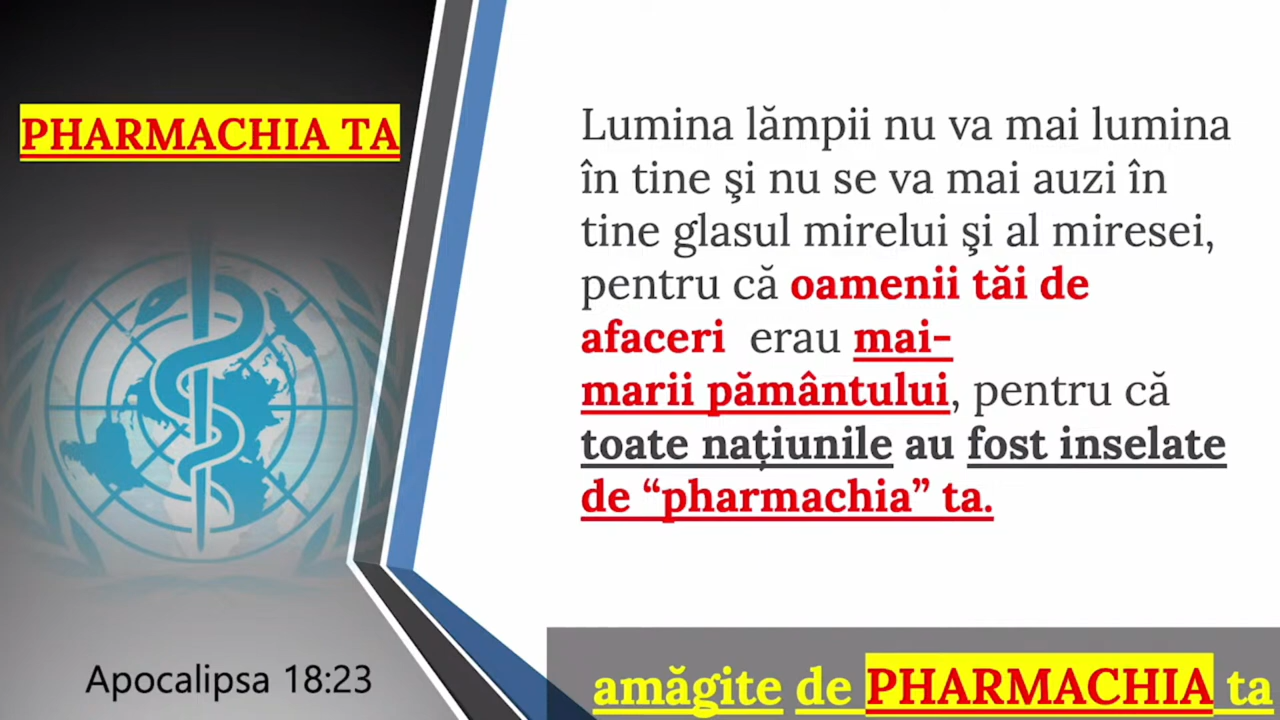 PHARMACHIA TA
Lumina lămpii nu va mai lumina
în tine şi nu se va mai auzi în
tine glasul mirelui şi al miresei,
pentru că oamenii tăi de
afaceri erau mai-
marii pământului, pentru că
toate națiunile au fost inselate
de “pharmachia” ta.
Apocalipsa 18:23
amăgite de PHARMACHIA ta